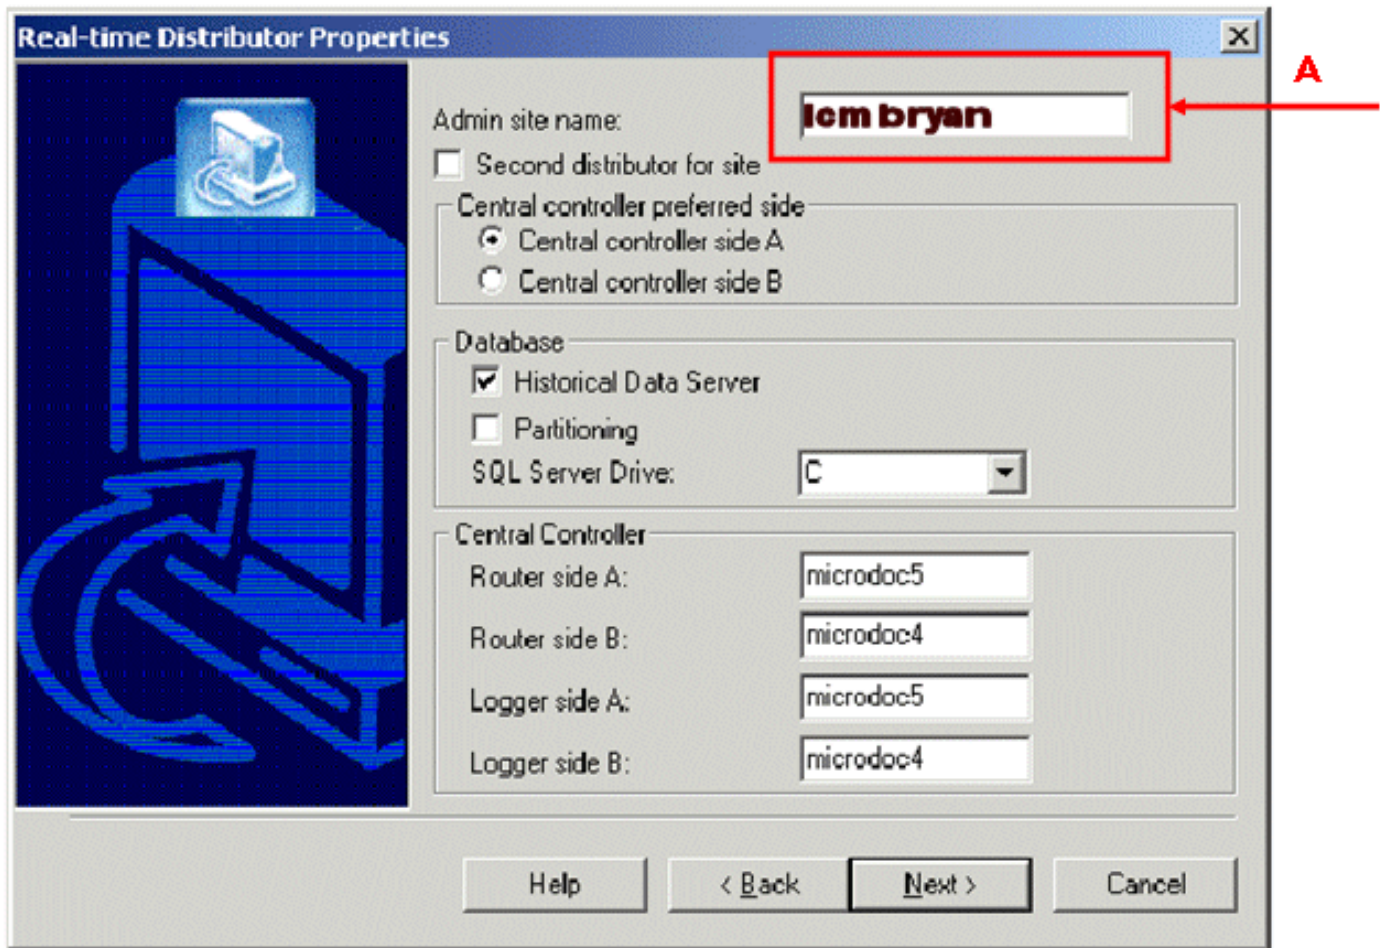 Real-time Distributor Properties
A
Admin site name: icm bryan
Second distributor for site
Central controller preferred side
Central controller side A
Central controller side B
Database
Historical Data Server
Partitioning
SQL Server Drive: C
Central Controller
Router side A: microdoc5
Router side B: microdoc4
Logger side A: microdoc5
Logger side B: microdoc4
Help < Back Next > Cancel